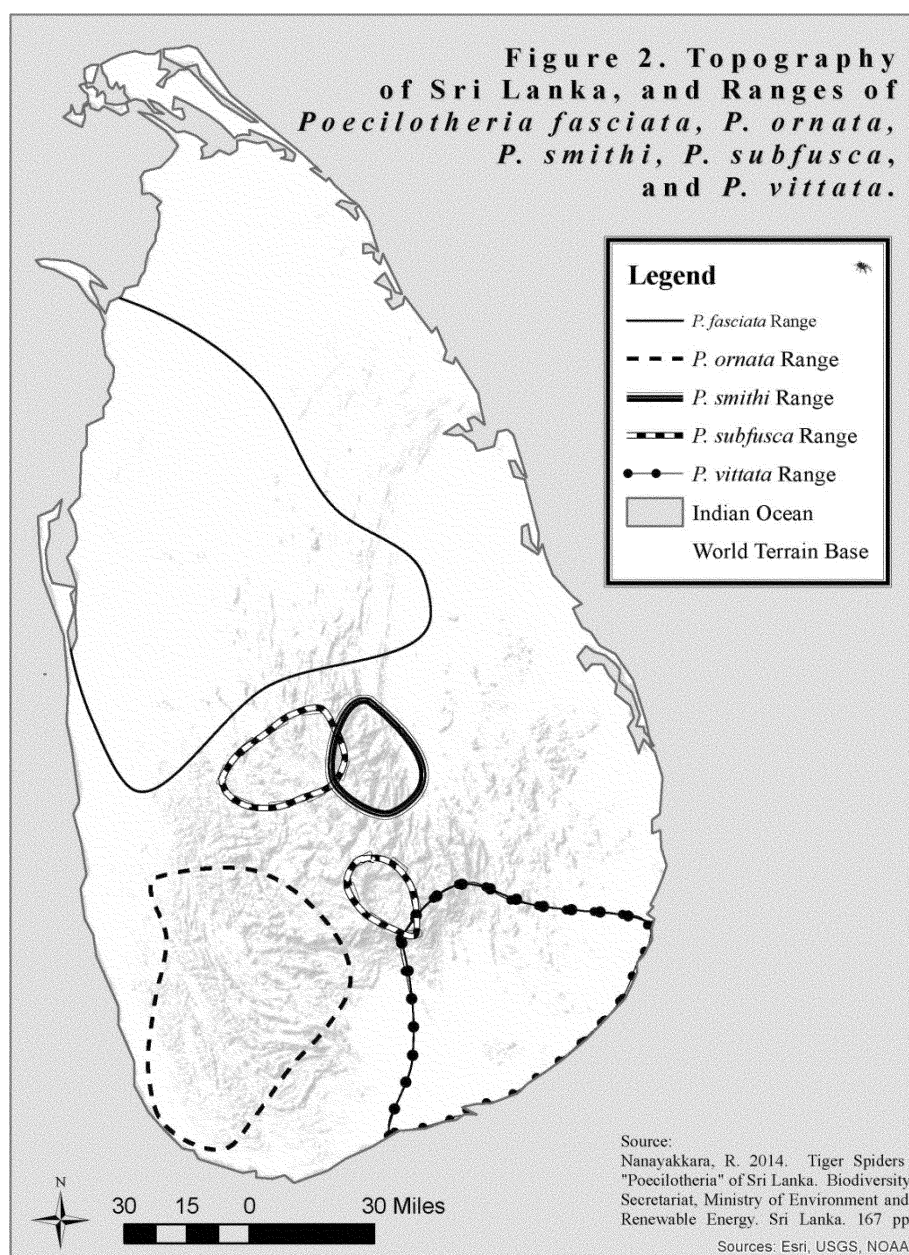 Figure 2. Topography
of Sri Lanka, and Ranges of
Poecilotheria fasciata, P. ornata,
P. smithi, P. subfusca,
and P. vittata.
Legend
P. fasciata Range
P. ornata Range
P. smithi Range
P. subfusca Range
P. vittata Range
Indian Ocean
World Terrain Base
Source:
Nanayakkara, R. 2014. Tiger Spiders
"Poecilotheria" of Sri Lanka. Biodiversity
Secretariat, Ministry of Environment and
Renewable Energy. Sri Lanka. 167 pp
Sources: Esri, USGS, NOAA
N
30 15 0 30 Miles